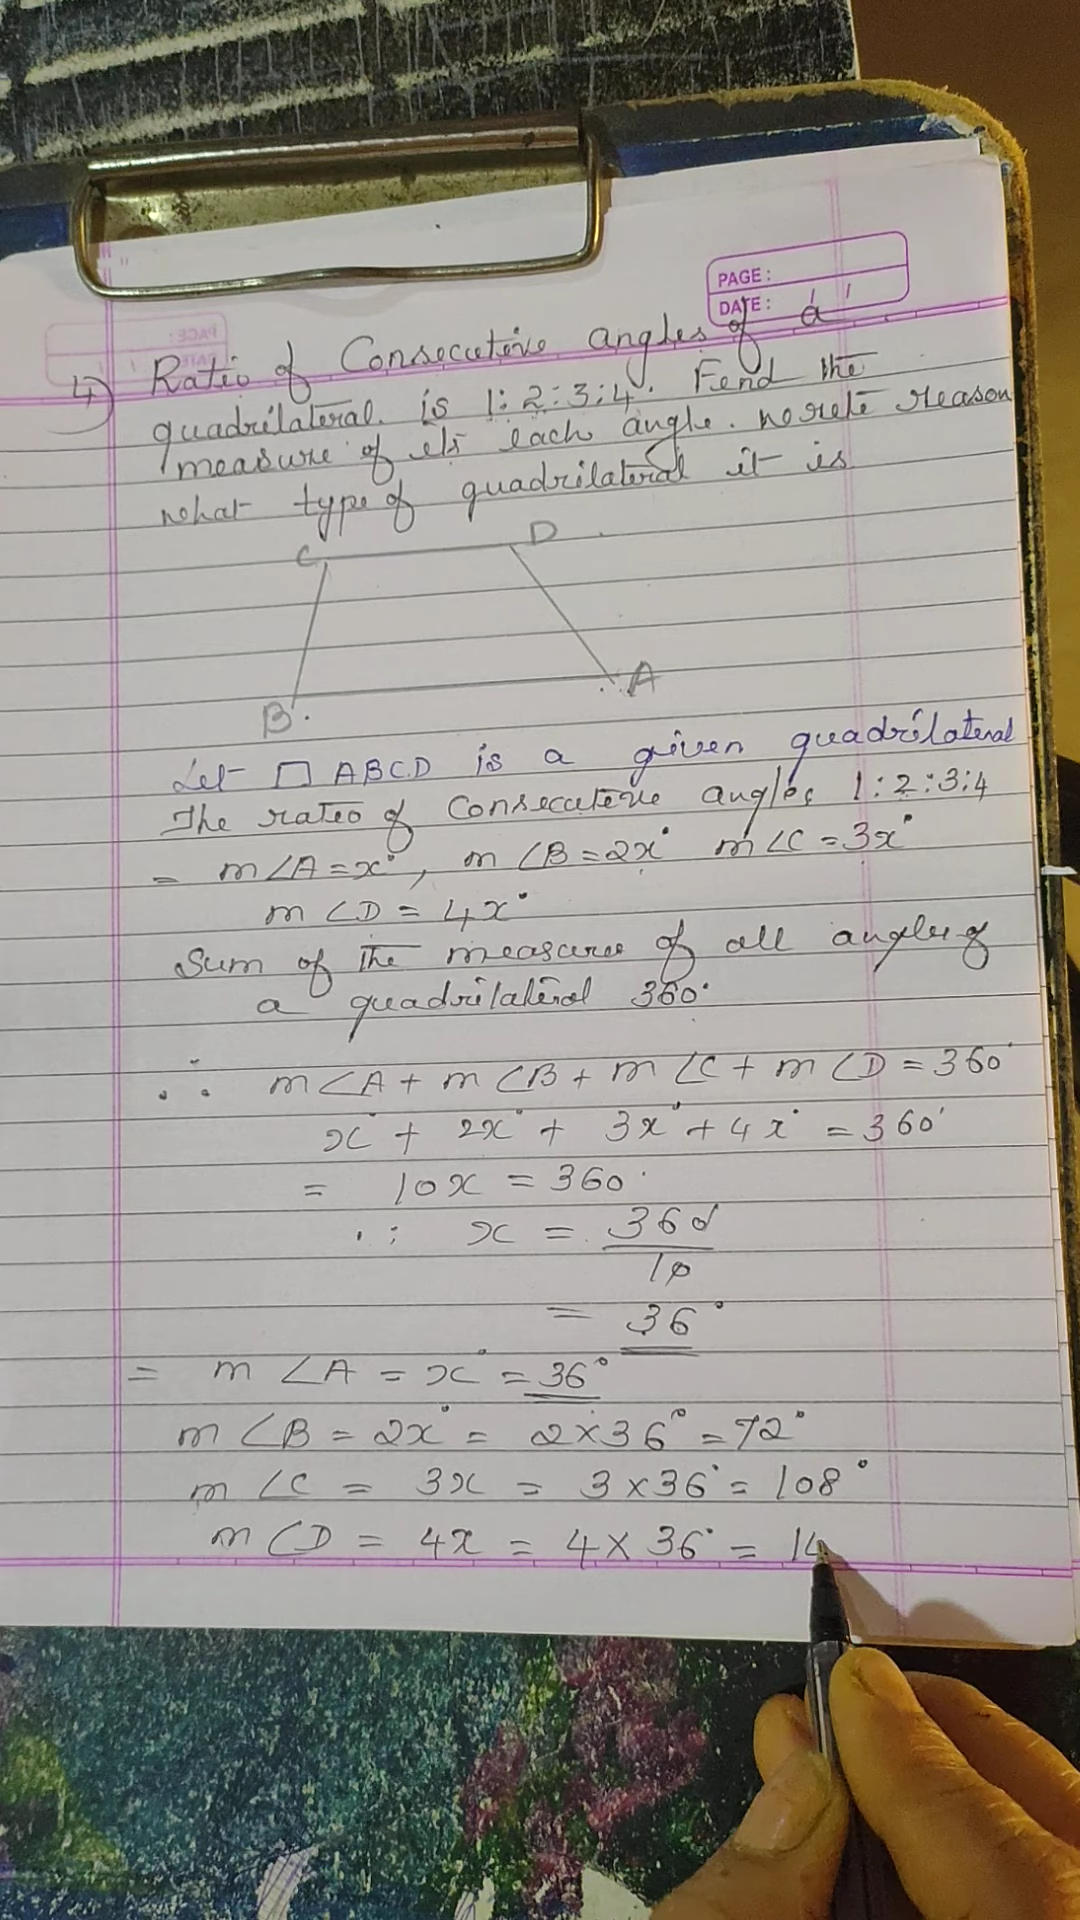 PAGE :
DATE :
4) Ratio of Consecutive angles of a
quadrilateral. is 1:2:3:4. Find the
measure of its each angle. write reason
what type of quadrilateral it is
C D
B A
Let □ ABCD is a given quadrilateral
The ratio of Consecutive angles 1:2:3:4
= m∠A = x°, m∠B = 2x° m∠C = 3x°
m∠D = 4x°
Sum of the measures of all angles of
a quadrilateral 360°
∴ m∠A + m∠B + m∠C + m∠D = 360°
x° + 2x° + 3x° + 4x° = 360°
= 10x = 360°
∴ x = 360/10
= 36°
= m∠A = x° = 36°
m∠B = 2x° = 2×36° = 72°
m∠C = 3x = 3×36° = 108°
m∠D = 4x = 4×36° = 14